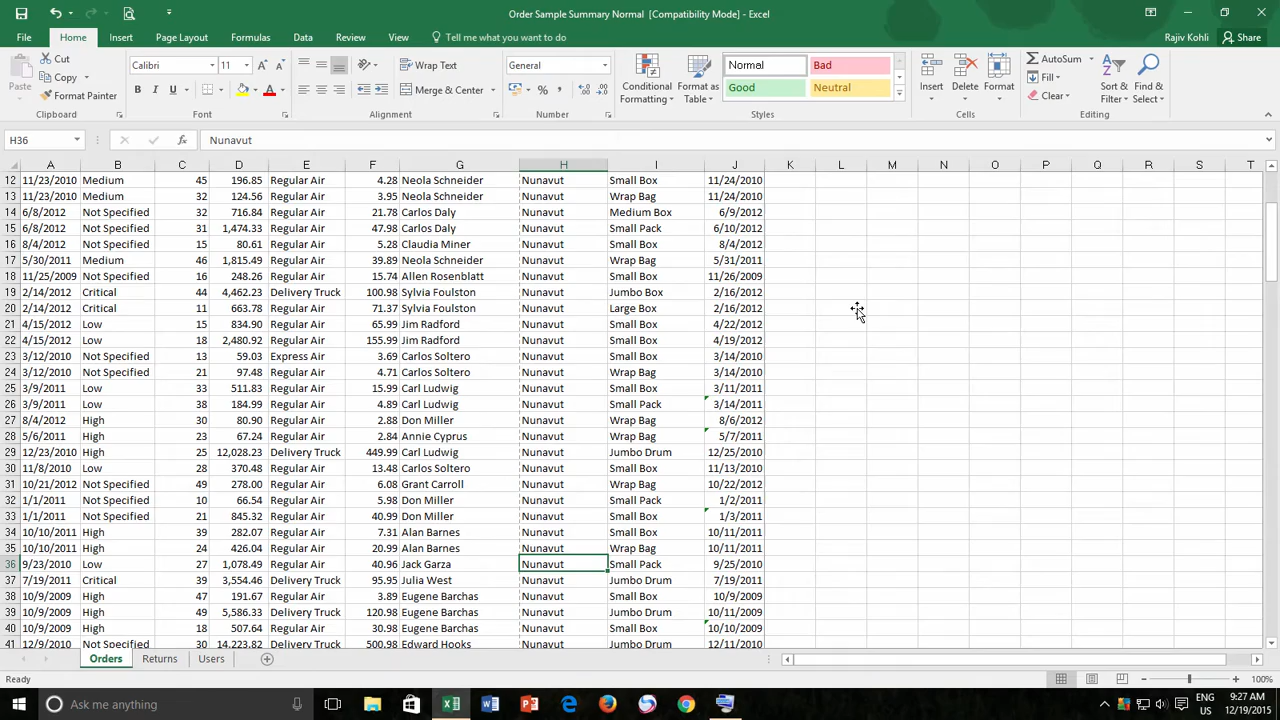 Order Sample Summary Normal [Compatibility Mode] - Excel
File Home Insert Page Layout Formulas Data Review View Tell me what you want to do... Rajiv Kohli Share
Paste Cut Copy Format Painter
Clipboard
Calibri 11
B I U
Font
Wrap Text
Merge & Center
Alignment
General
Number
Conditional Formatting Format as Table
Normal Bad
Good Neutral
Styles
Insert Delete Format
Cells
AutoSum Fill Clear Sort & Filter Find & Select
Editing
H36 fx Nunavut
A B C D E F G H I J K L M N O P Q R S T
12 11/23/2010 Medium 45 196.85 Regular Air 4.28 Neola Schneider Nunavut Small Box 11/24/2010
13 11/23/2010 Medium 32 124.56 Regular Air 3.95 Neola Schneider Nunavut Wrap Bag 11/24/2010
14 6/8/2012 Not Specified 32 716.84 Regular Air 21.78 Carlos Daly Nunavut Medium Box 6/9/2012
15 6/8/2012 Not Specified 31 1,474.33 Regular Air 47.98 Carlos Daly Nunavut Small Pack 6/10/2012
16 8/4/2012 Not Specified 15 80.61 Regular Air 5.28 Claudia Miner Nunavut Small Box 8/4/2012
17 5/30/2011 Medium 46 1,815.49 Regular Air 39.89 Neola Schneider Nunavut Wrap Bag 5/31/2011
18 11/25/2009 Not Specified 16 248.26 Regular Air 15.74 Allen Rosenblatt Nunavut Small Box 11/26/2009
19 2/14/2012 Critical 44 4,462.23 Delivery Truck 100.98 Sylvia Foulston Nunavut Jumbo Box 2/16/2012
20 2/14/2012 Critical 11 663.78 Regular Air 71.37 Sylvia Foulston Nunavut Large Box 2/16/2012
21 4/15/2012 Low 15 834.90 Regular Air 65.99 Jim Radford Nunavut Small Box 4/22/2012
22 4/15/2012 Low 18 2,480.92 Regular Air 155.99 Jim Radford Nunavut Small Box 4/19/2012
23 3/12/2010 Not Specified 13 59.03 Express Air 3.69 Carlos Soltero Nunavut Small Box 3/14/2010
24 3/12/2010 Not Specified 21 97.48 Regular Air 4.71 Carlos Soltero Nunavut Wrap Bag 3/14/2010
25 3/9/2011 Low 33 511.83 Regular Air 15.99 Carl Ludwig Nunavut Small Box 3/11/2011
26 3/9/2011 Low 38 184.99 Regular Air 4.89 Carl Ludwig Nunavut Small Pack 3/14/2011
27 8/4/2012 High 30 80.90 Regular Air 2.88 Don Miller Nunavut Wrap Bag 8/6/2012
28 5/6/2011 High 23 67.24 Regular Air 2.84 Annie Cyprus Nunavut Wrap Bag 5/7/2011
29 12/23/2010 High 25 12,028.23 Delivery Truck 449.99 Carl Ludwig Nunavut Jumbo Drum 12/25/2010
30 11/8/2010 Low 28 370.48 Regular Air 13.48 Carlos Soltero Nunavut Small Box 11/13/2010
31 10/21/2012 Not Specified 49 278.00 Regular Air 6.08 Grant Carroll Nunavut Wrap Bag 10/22/2012
32 1/1/2011 Not Specified 10 66.54 Regular Air 5.98 Don Miller Nunavut Small Pack 1/2/2011
33 1/1/2011 Not Specified 21 845.32 Regular Air 40.99 Don Miller Nunavut Small Box 1/3/2011
34 10/10/2011 High 39 282.07 Regular Air 7.31 Alan Barnes Nunavut Small Box 10/11/2011
35 10/10/2011 High 24 426.04 Regular Air 20.99 Alan Barnes Nunavut Wrap Bag 10/11/2011
36 9/23/2010 Low 27 1,078.49 Regular Air 40.96 Jack Garza Nunavut Small Pack 9/25/2010
37 7/19/2011 Critical 39 3,554.46 Delivery Truck 95.95 Julia West Nunavut Jumbo Drum 7/19/2011
38 10/9/2009 High 47 191.67 Regular Air 3.89 Eugene Barchas Nunavut Small Box 10/9/2009
39 10/9/2009 High 49 5,586.33 Delivery Truck 120.98 Eugene Barchas Nunavut Jumbo Drum 10/11/2009
40 10/9/2009 High 18 507.64 Regular Air 30.98 Eugene Barchas Nunavut Small Box 10/10/2009
41 12/9/2010 Not Specified 30 14,223.82 Delivery Truck 500.98 Edward Hooks Nunavut Jumbo Drum 12/11/2010
Orders Returns Users
Ready 100%
Ask me anything ENG 9:27 AM
US 12/19/2015